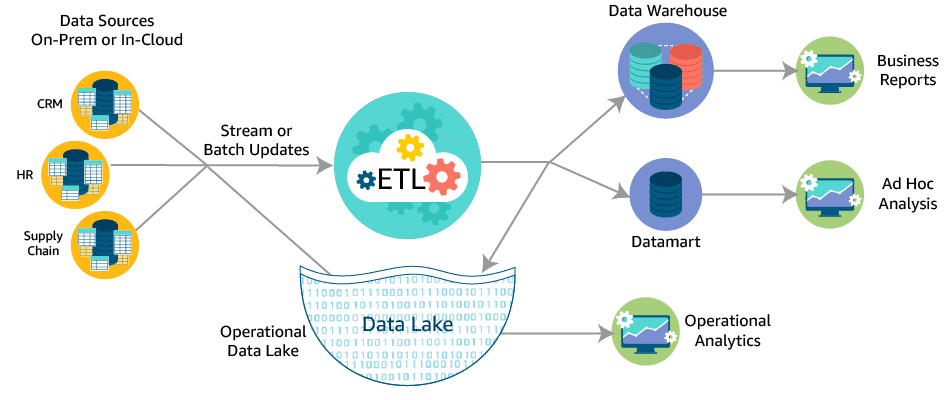 Data Sources
On-Prem or In-Cloud
CRM
HR
Supply
Chain
Stream or
Batch Updates
ETL
Data Warehouse
Business
Reports
Datamart
Ad Hoc
Analysis
Operational
Data Lake
Data Lake
Operational
Analytics